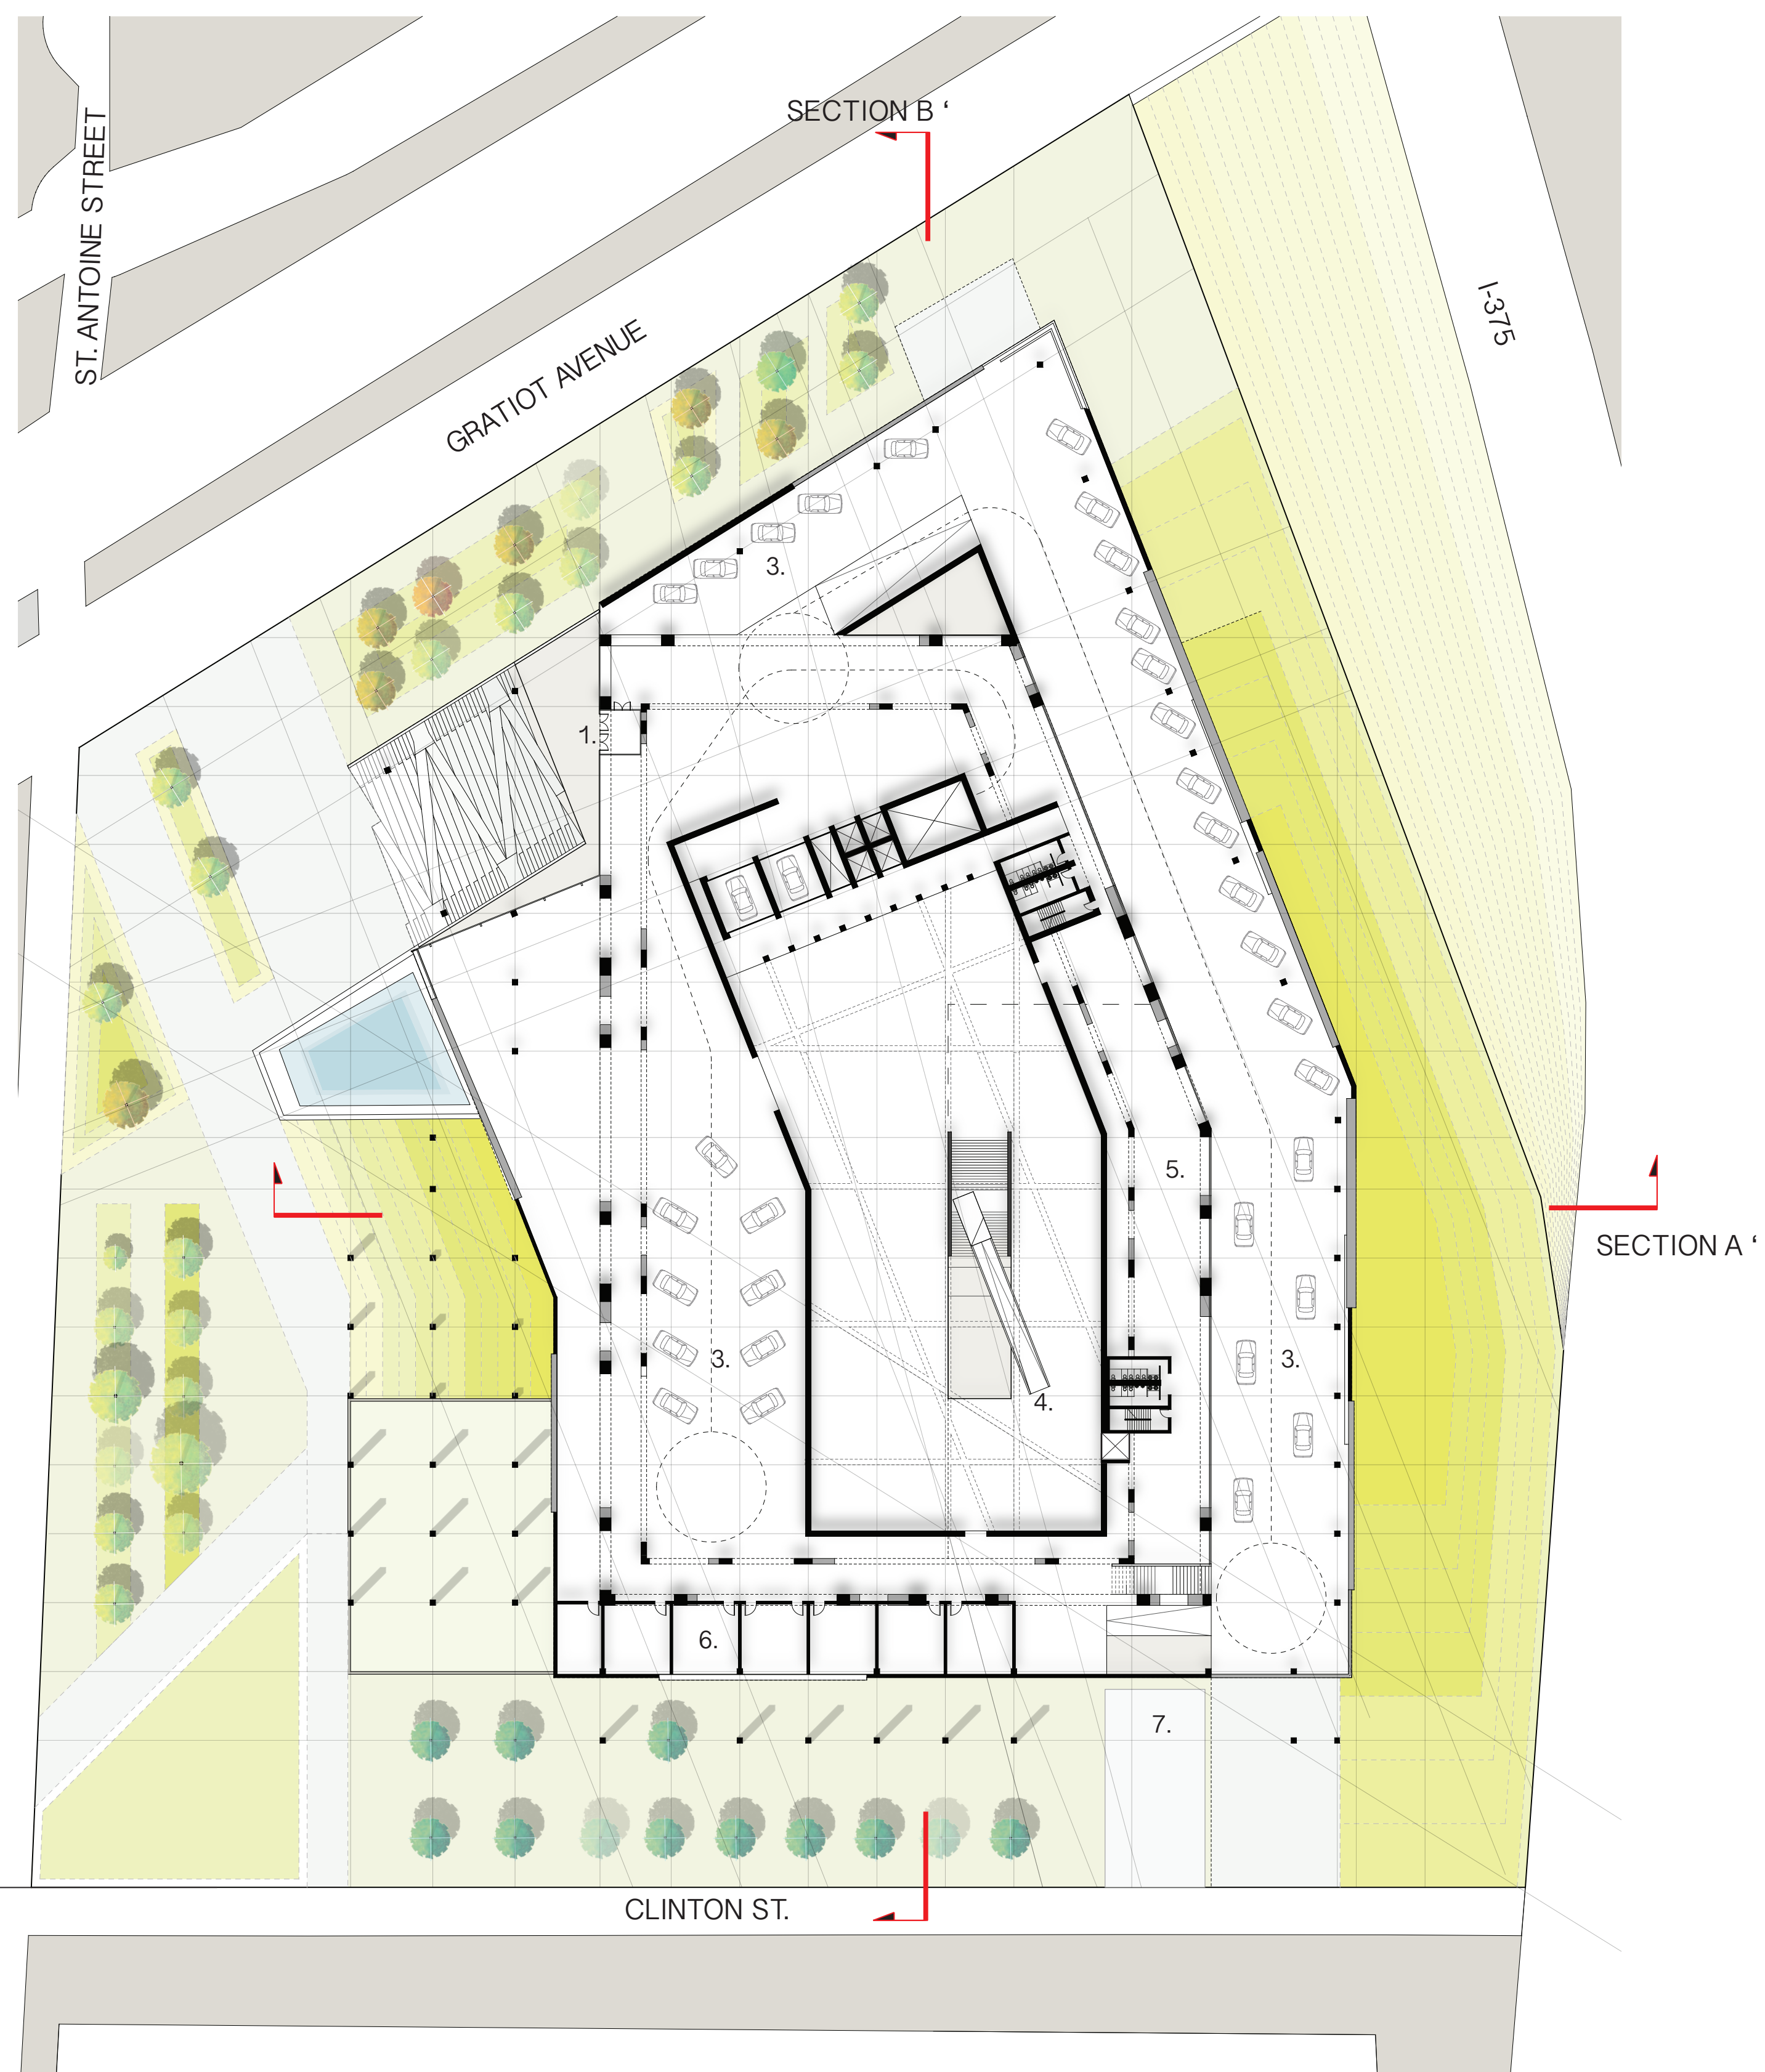 SECTION B ‘
ST. ANTOINE STREET
I-375
GRATIOT AVENUE
3.
1.
5.
SECTION A ‘
3.
3.
4.
6.
7.
CLINTON ST.